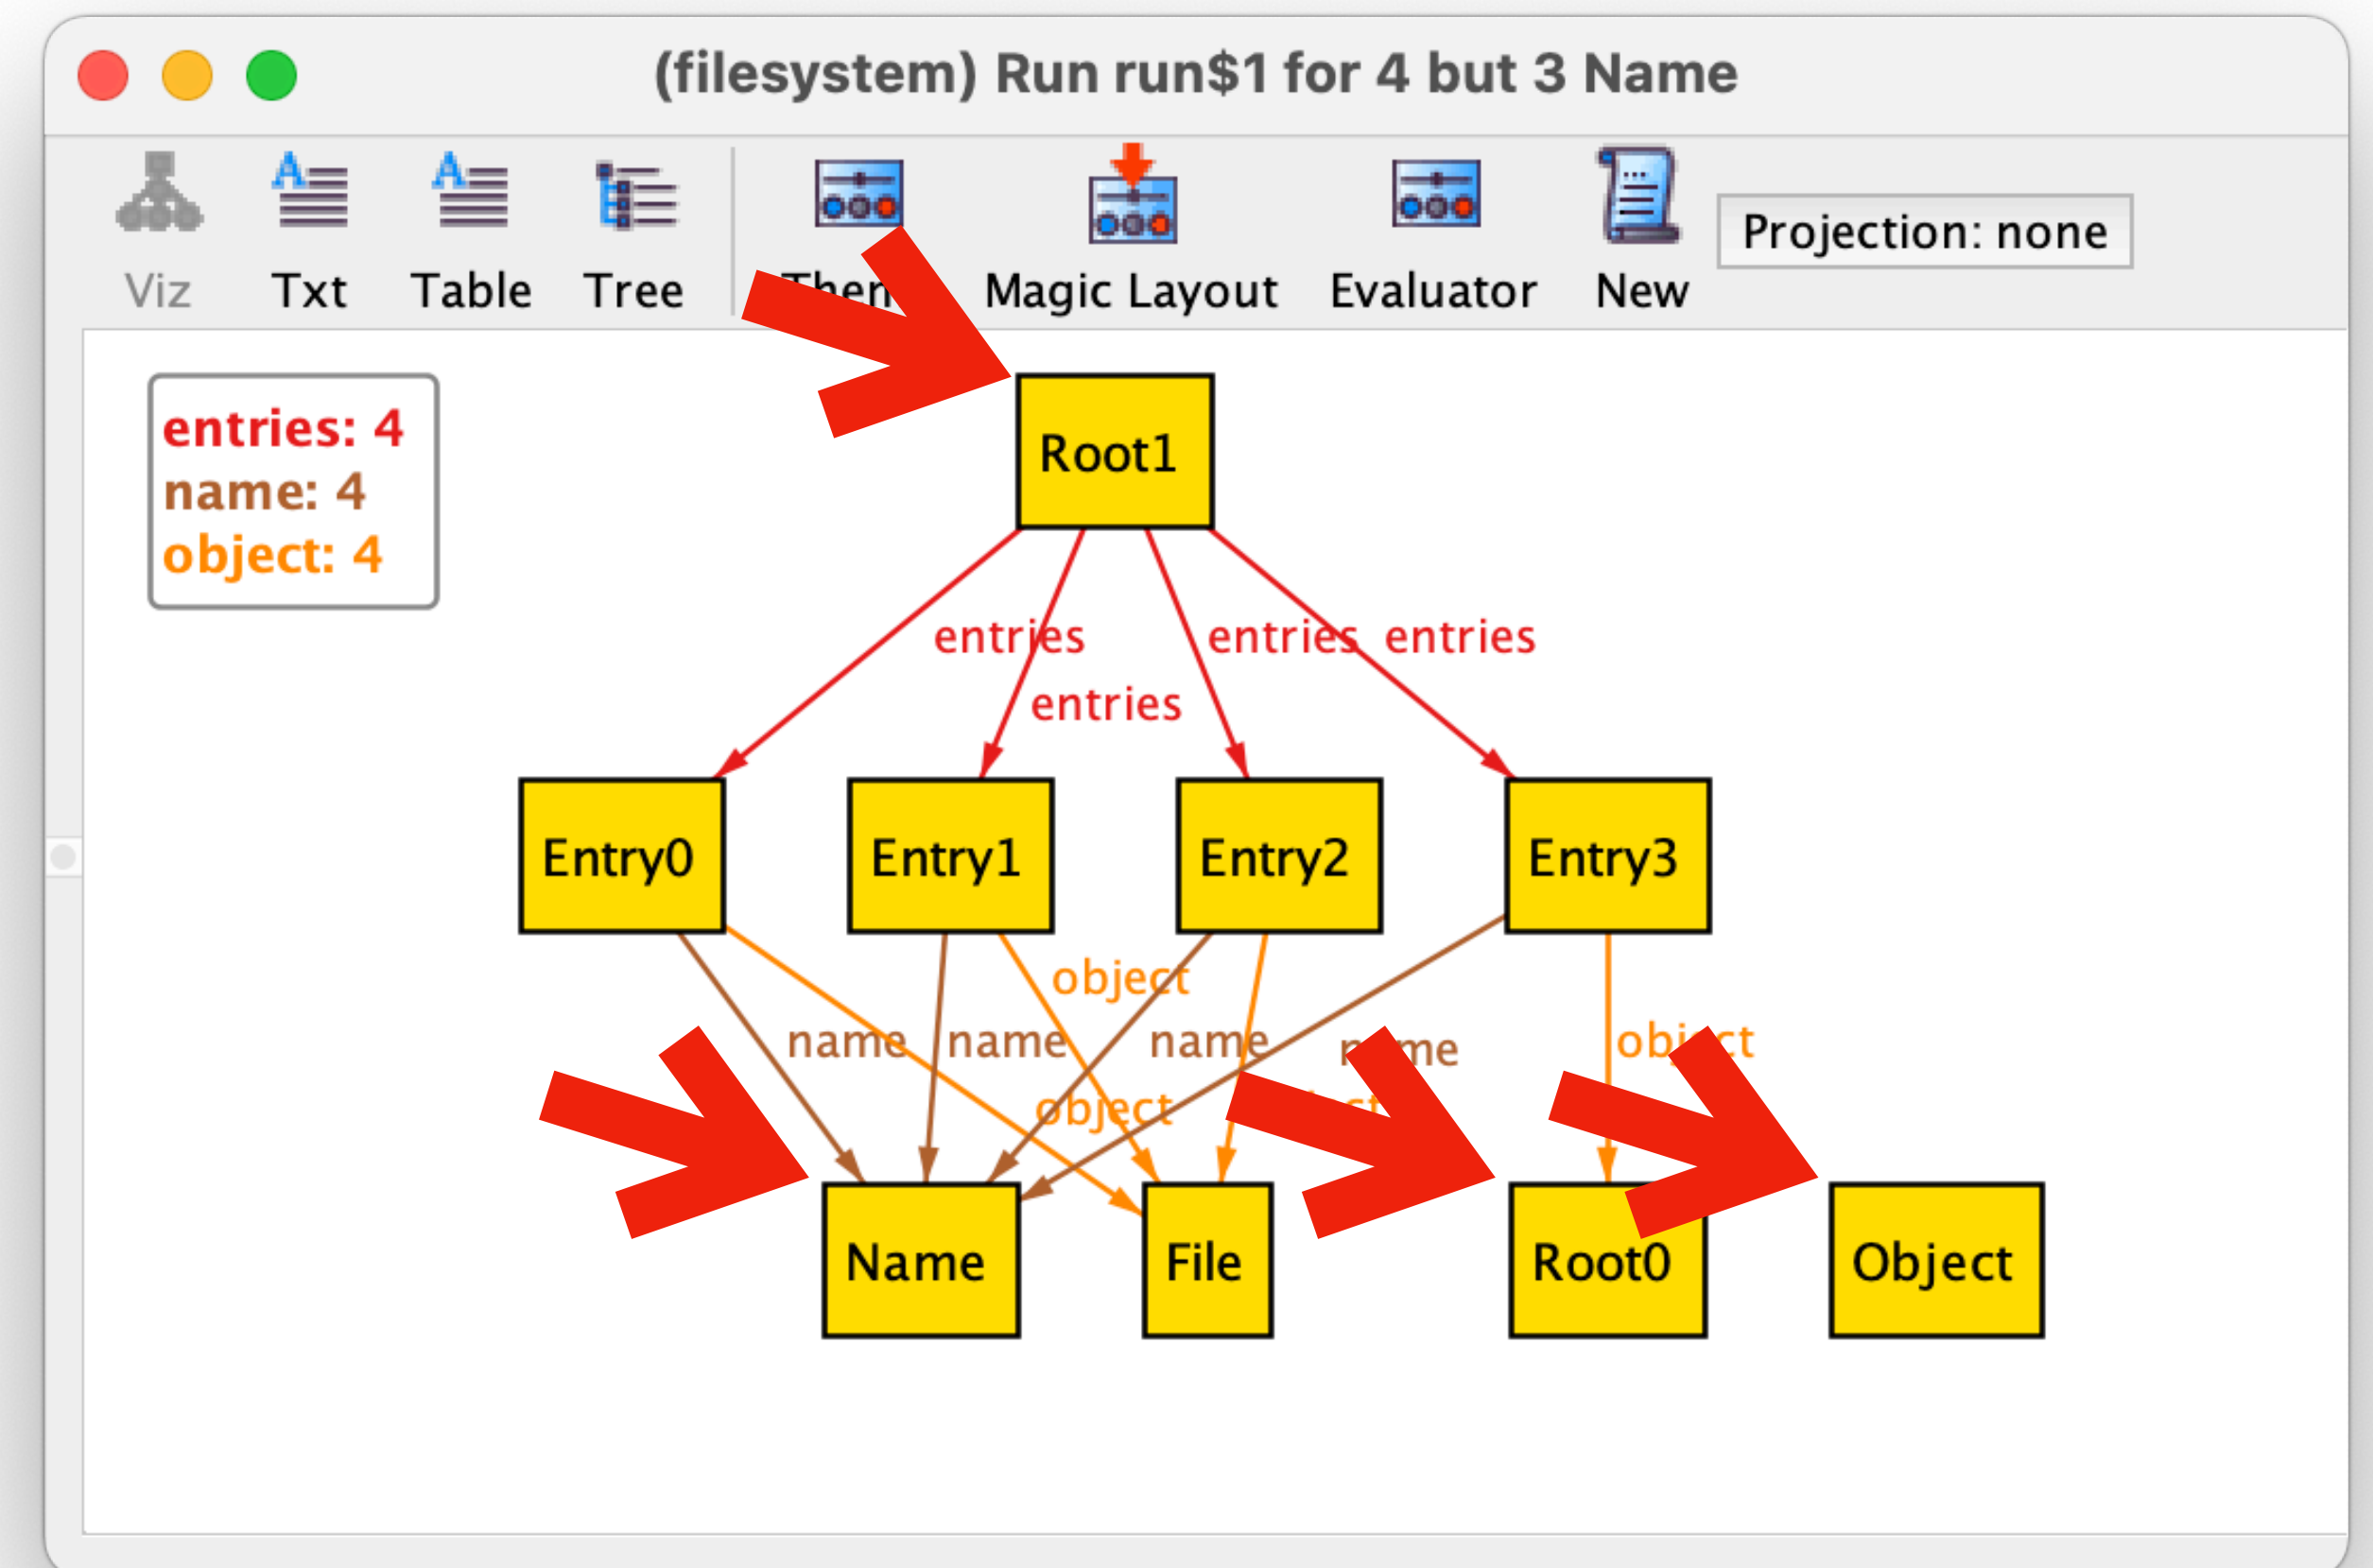 (filesystem) Run run$1 for 4 but 3 Name
Viz Txt Table Tree Magic Layout Evaluator New Projection: none
entries: 4
name: 4
object: 4
Root1
entries entries entries
entries
Entry0 Entry1 Entry2 Entry3
object
name name name name object
object
Name File Root0 Object